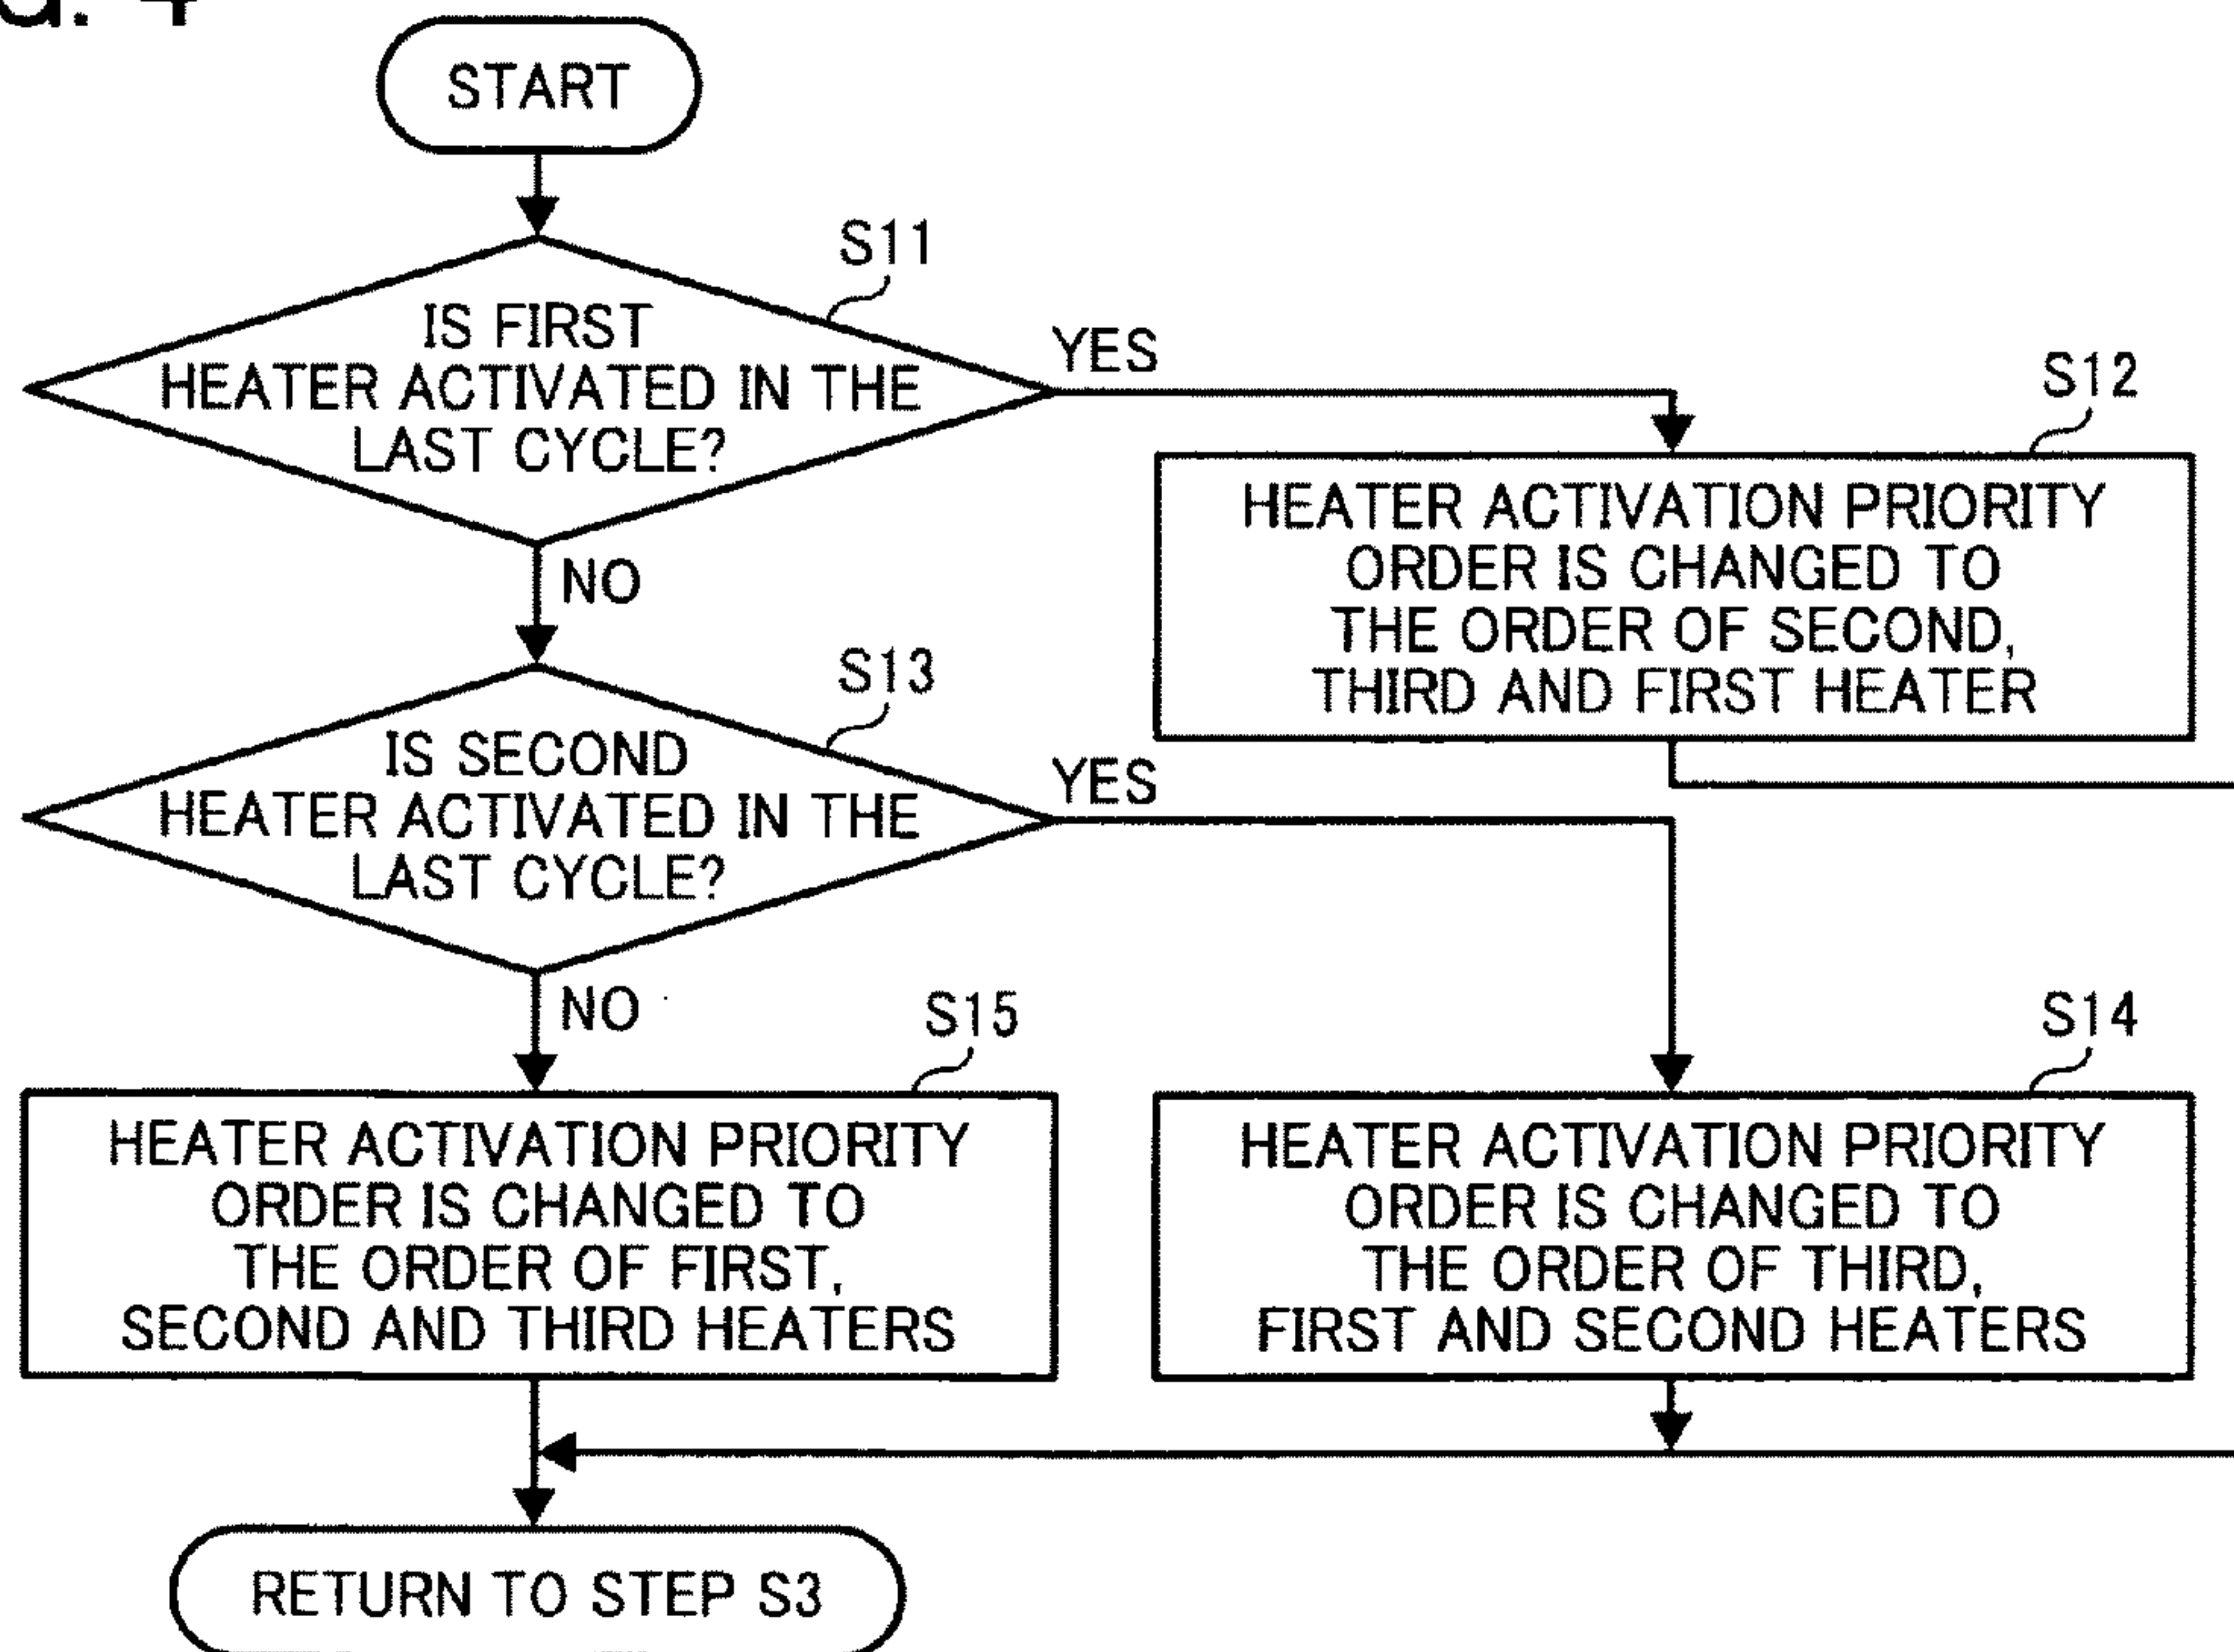 4
START
S11
IS FIRST
HEATER ACTIVATED IN THE
LAST CYCLE?
YES
NO
S12
HEATER ACTIVATION PRIORITY
ORDER IS CHANGED TO
THE ORDER OF SECOND,
THIRD AND FIRST HEATER
S13
IS SECOND
HEATER ACTIVATED IN THE
LAST CYCLE?
YES
NO
S15
HEATER ACTIVATION PRIORITY
ORDER IS CHANGED TO
THE ORDER OF FIRST,
SECOND AND THIRD HEATERS
S14
HEATER ACTIVATION PRIORITY
ORDER IS CHANGED TO
THE ORDER OF THIRD,
FIRST AND SECOND HEATERS
RETURN TO STEP S3